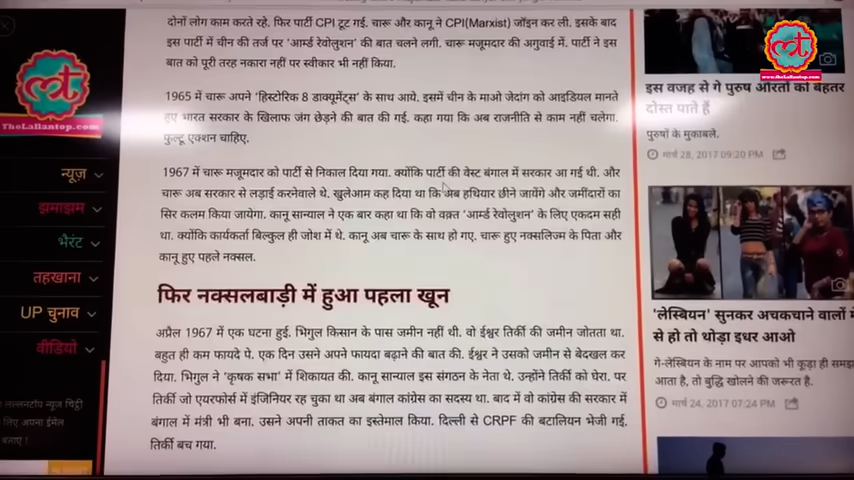 TheLallantop.com
न्यूज़
झमाझम
भैरंट
तहखाना
UP चुनाव
वीडियो
लल्लनटॉप न्यूज़ चिट्ठी
लिए अपना ईमेल
बताएं !
दोनों लोग काम करते रहे. फिर पार्टी CPI टूट गई. चारू और कानू ने CPI(Marxist) जॉइन कर ली. इसके बाद
इस पार्टी में चीन की तर्ज पर 'आर्म्ड रेवोलुशन' की बात चलने लगी. चारू मजूमदार की अगुवाई में. पार्टी ने इस
बात को पूरी तरह नकारा नहीं पर स्वीकार भी नहीं किया.
1965 में चारू अपने 'हिस्टोरिक 8 डाक्यूमेंट्स' के साथ आये. इसमें चीन के माओ जेदांग को आइडियल मानते
हुए भारत सरकार के खिलाफ जंग छेड़ने की बात की गई. कहा गया कि अब राजनीति से काम नहीं चलेगा.
फुल्टू एक्शन चाहिए.
1967 में चारू मजूमदार को पार्टी से निकाल दिया गया. क्योंकि पार्टी की वेस्ट बंगाल में सरकार आ गई थी. और
चारू अब सरकार से लड़ाई करनेवाले थे. खुलेआम कह दिया था कि अब हथियार छीने जायेंगे और जमींदारों का
सिर कलम किया जायेगा. कानू सान्याल ने एक बार कहा था कि वो वक़्त 'आर्म्ड रेवोलुशन' के लिए एकदम सही
था. क्योंकि कार्यकर्ता बिल्कुल ही जोश में थे. कानू अब चारू के साथ हो गए. चारू हुए नक्सलिज्म के पिता और
कानू हुए पहले नक्सल.
फिर नक्सलबाड़ी में हुआ पहला खून
अप्रैल 1967 में एक घटना हुई. भिगुल किसान के पास जमीन नहीं थी. वो ईश्वर तिर्की की जमीन जोतता था.
बहुत ही कम फायदे पे. एक दिन उसने अपने फायदा बढ़ाने की बात की. ईश्वर ने उसको जमीन से बेदखल कर
दिया. भिगुल ने 'कृषक सभा' में शिकायत की. कानू सान्याल इस संगठन के नेता थे. उन्होंने तिर्की को घेरा. पर
तिर्की जो एयरफोर्स में इंजिनियर रह चुका था अब बंगाल कांग्रेस का सदस्य था. बाद में वो कांग्रेस की सरकार में
बंगाल में मंत्री भी बना. उसने अपनी ताकत का इस्तेमाल किया. दिल्ली से CRPF की बटालियन भेजी गई.
तिर्की बच गया.
इस वजह से गे पुरुष औरतों को बेहतर
दोस्त पाते हैं
पुरुषों के मुकाबले.
मार्च 28, 2017 09:20 PM
'लेस्बियन' सुनकर अचकचाने वालों
से हो तो थोड़ा इधर आओ
गे-लेस्बियन के नाम पर आपको भी कूड़ा ही समझ
आता है, तो बुद्धि खोलने की जरूरत है.
मार्च 24, 2017 07:24 PM